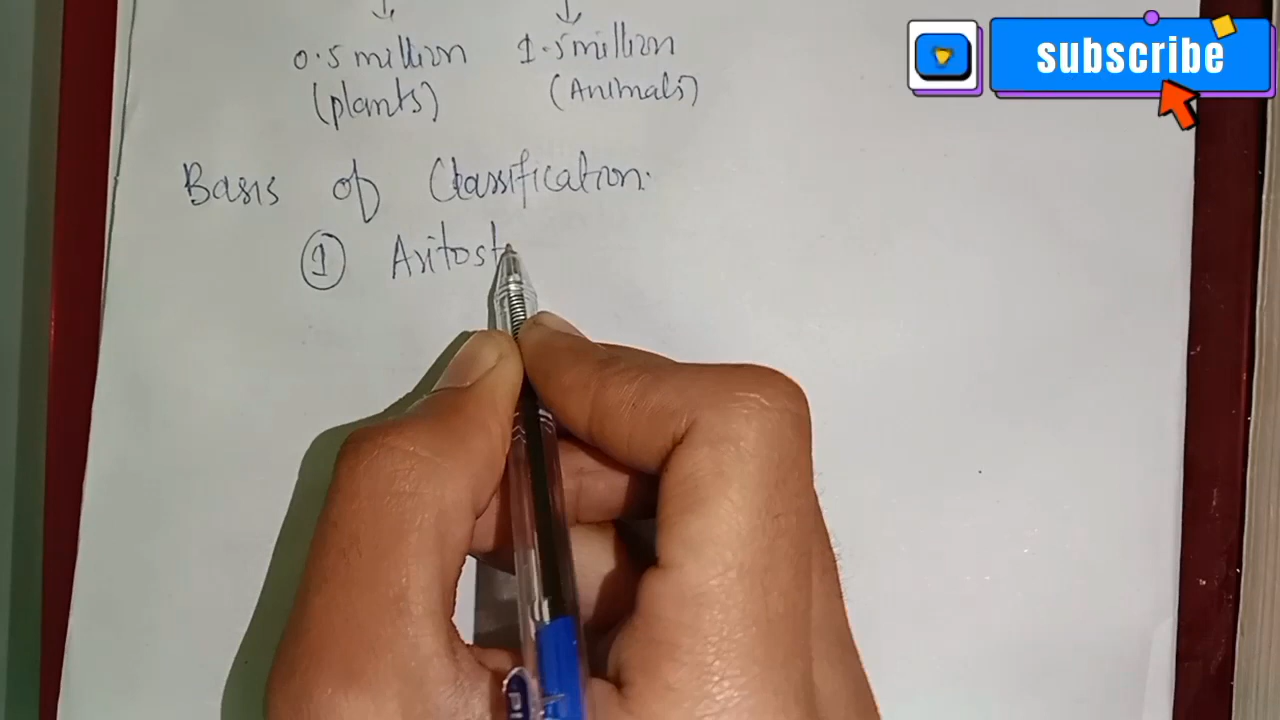 subscribe
0.5 million 1.5 million
(plants) (Animals)
Basis of Classification.
① Aritost